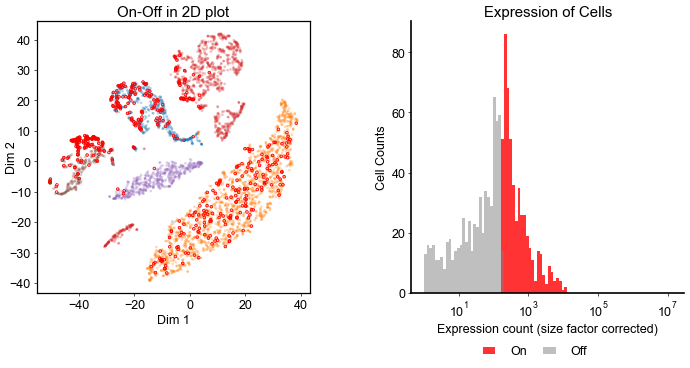 On-Off in 2D plot
40
30
20
10
0
−10
−20
−30
−40
Dim 2
−40
−20
0
20
40
Dim 1
Expression of Cells
80
60
40
20
0
Cell Counts
10^1
10^3
10^5
10^7
Expression count (size factor corrected)
On
Off